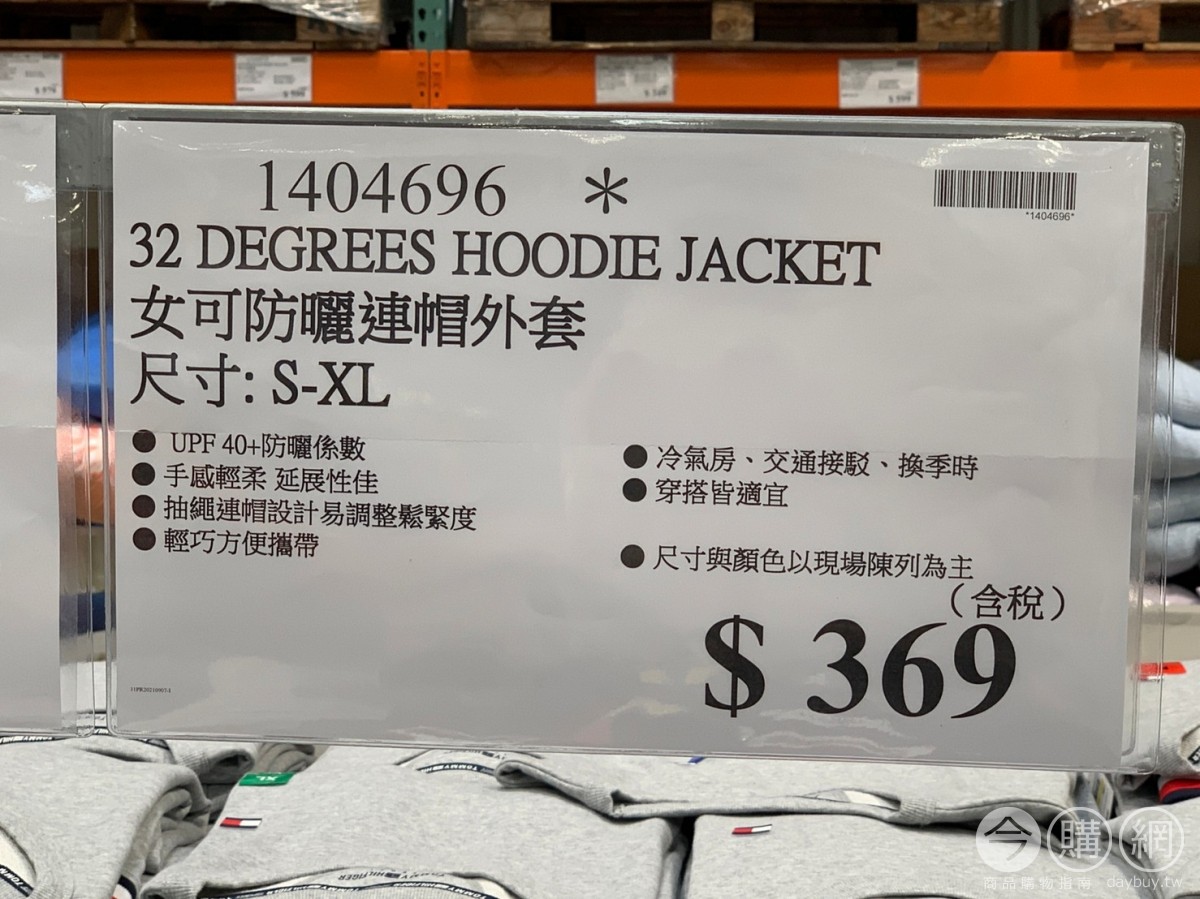 1404696 *
*1404696*
32 DEGREES HOODIE JACKET
女可防曬連帽外套
尺寸: S-XL
● UPF 40+防曬係數
● 手感輕柔 延展性佳
● 抽繩連帽設計易調整鬆緊度
● 輕巧方便攜帶
● 冷氣房、交通接駁、換季時
● 穿搭皆適宜
● 尺寸與顏色以現場陳列為主
(含稅)
$ 369
XL
TOMMY HILFIGER
今購網
商品購物指南 daybuy.tw